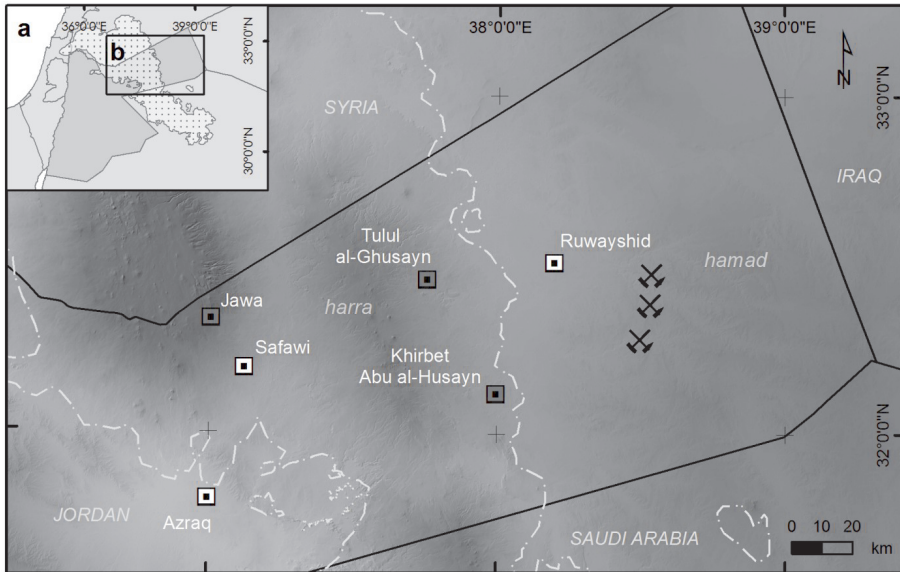 a
36°0'0"E
39°0'0"E
33°0'0"N
30°0'0"N
b
38°0'0"E
39°0'0"E
N
33°0'0"N
SYRIA
IRAQ
Tulul
al-Ghusayn
Ruwayshid
hamad
Jawa
harra
Safawi
Khirbet
Abu al-Husayn
32°0'0"N
JORDAN
Azraq
SAUDI ARABIA
0 10 20
km